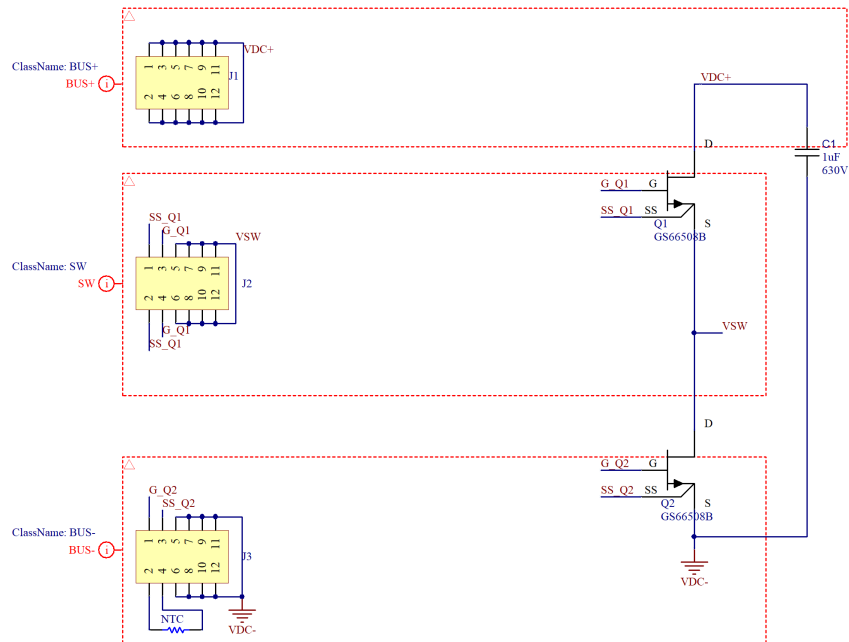 ClassName: BUS+
BUS+ i
1 3 5 7 9 11
2 4 6 8 10 12
VDC+
J1
VDC+
D
C1
1uF
630V
G_Q1 G
SS_Q1 SS
S
Q1
GS66508B
SS_Q1
G_Q1
VSW
ClassName: SW
SW i
1 3 5 7 9 11
2 4 6 8 10 12
J2
G_Q1
SS_Q1
VSW
D
G_Q2 G
SS_Q2 SS
S
Q2
GS66508B
G_Q2
SS_Q2
ClassName: BUS-
BUS- i
1 3 5 7 9 11
2 4 6 8 10 12
J3
NTC
VDC-
VDC-